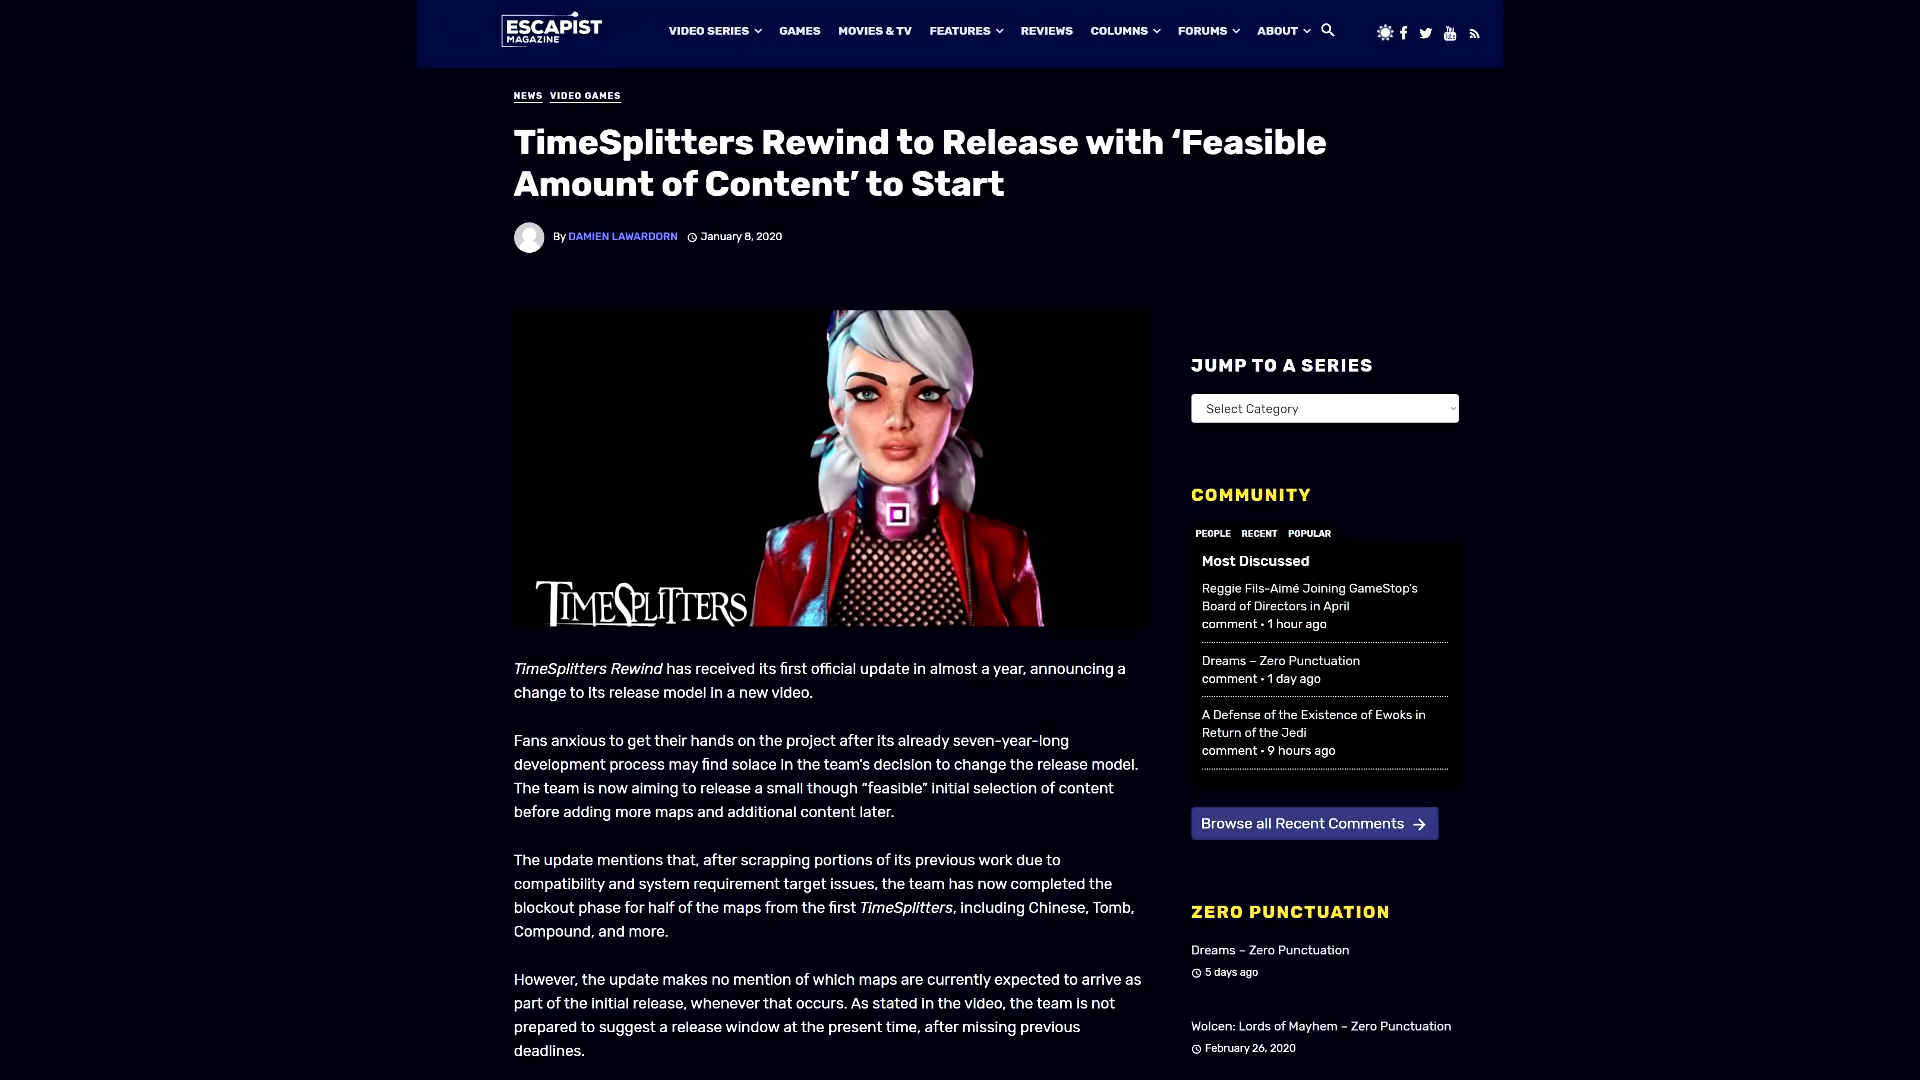 ESCAPIST
MAGAZINE
VIDEO SERIES
GAMES
MOVIES & TV
FEATURES
REVIEWS
COLUMNS
FORUMS
ABOUT
NEWS VIDEO GAMES
TimeSplitters Rewind to Release with ‘Feasible
Amount of Content’ to Start
By DAMIEN LAWARDORN January 8, 2020
TIMESPLITTERS
TimeSplitters Rewind has received its first official update in almost a year, announcing a
change to its release model in a new video.
Fans anxious to get their hands on the project after its already seven-year-long
development process may find solace in the team’s decision to change the release model.
The team is now aiming to release a small though “feasible” initial selection of content
before adding more maps and additional content later.
The update mentions that, after scrapping portions of its previous work due to
compatibility and system requirement target issues, the team has now completed the
blockout phase for half of the maps from the first TimeSplitters, including Chinese, Tomb,
Compound, and more.
However, the update makes no mention of which maps are currently expected to arrive as
part of the initial release, whenever that occurs. As stated in the video, the team is not
prepared to suggest a release window at the present time, after missing previous
deadlines.
JUMP TO A SERIES
Select Category
COMMUNITY
PEOPLE RECENT POPULAR
Most Discussed
Reggie Fils-Aimé Joining GameStop’s
Board of Directors in April
comment • 1 hour ago
Dreams – Zero Punctuation
comment • 1 day ago
A Defense of the Existence of Ewoks in
Return of the Jedi
comment • 9 hours ago
Browse all Recent Comments
ZERO PUNCTUATION
Dreams – Zero Punctuation
5 days ago
Wolcen: Lords of Mayhem – Zero Punctuation
February 26, 2020